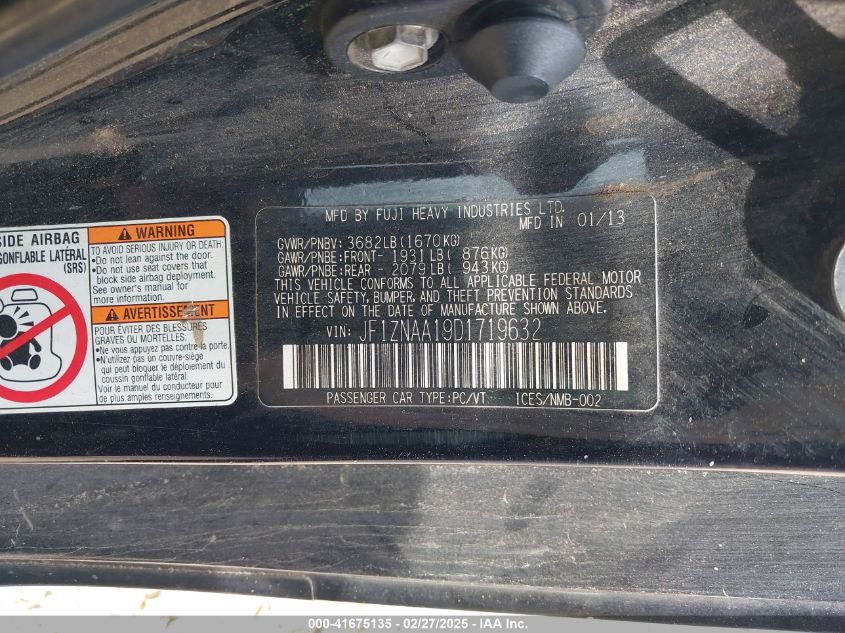 MFD BY FUJI HEAVY INDUSTRIES LTD.
MFD IN 01/13
GVWR/PNBV: 3682LB(1670KG)
GAWR/PNBE:FRONT- 1931LB( 876KG)
GAWR/PNBE:REAR - 2079LB( 943KG)
THIS VEHICLE CONFORMS TO ALL APPLICABLE FEDERAL MOTOR
VEHICLE SAFETY, BUMPER, AND THEFT PREVENTION STANDARDS
IN EFFECT ON THE DATE OF MANUFACTURE SHOWN ABOVE.
VIN: JF1ZNAA19D1719632
PASSENGER CAR TYPE:PC/VT ICES/NMB-002
SIDE AIRBAG
GONFLABLE LATÉRAL
(SRS)
WARNING
TO AVOID SERIOUS INJURY OR DEATH:
•Do not lean against the door.
•Do not use seat covers that
block side airbag deployment.
See owner's manual for
more information.
AVERTISSEMENT
POUR ÉVITER DES BLESSURES
GRAVES OU MORTELLES:
•Ne vous appuyez pas contre la porte.
•N'utilisez pas un couvre-siège
qui peut bloquer le déploiement du
coussin gonflable latéral.
Voir le manuel du conducteur pour
de plus amples renseignements.
000-41675135 - 02/27/2025 - IAA Inc.